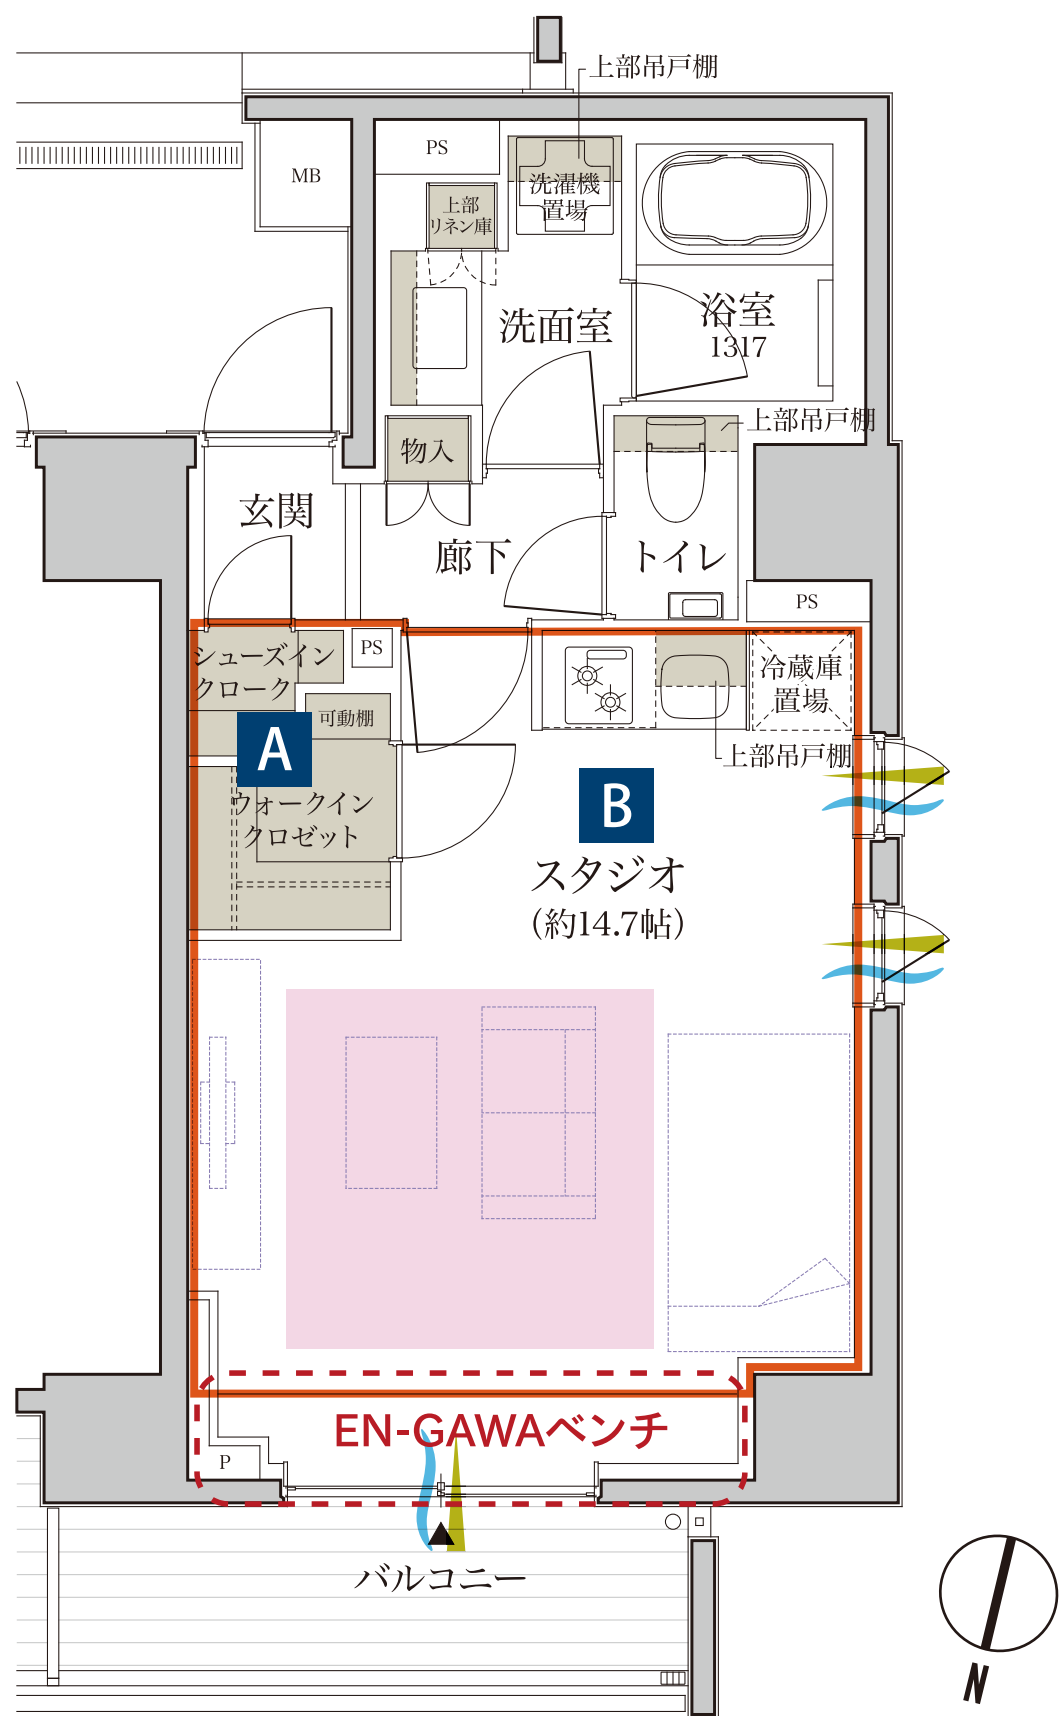 上部吊戸棚
PS
MB
洗濯機
置場
上部
リネン庫
洗面室
浴室
1317
上部吊戸棚
物入
玄関
廊下
トイレ
PS
シューズイン
クローク
PS
冷蔵庫
置場
可動棚
A
上部吊戸棚
B
ウォークイン
クロゼット
スタジオ
(約14.7帖)
EN-GAWAベンチ
P
バルコニー
N